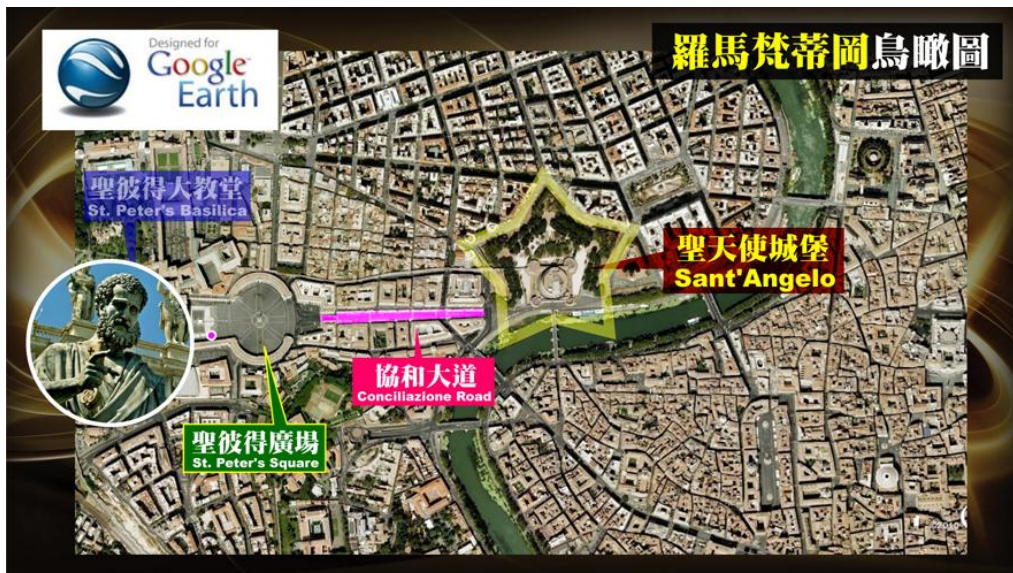 Designed for
Google
Earth
羅馬梵蒂岡鳥瞰圖
聖彼得大教堂
St. Peter's Basilica
聖天使城堡
Sant'Angelo
協和大道
Conciliazione Road
聖彼得廣場
St. Peter's Square
©2010